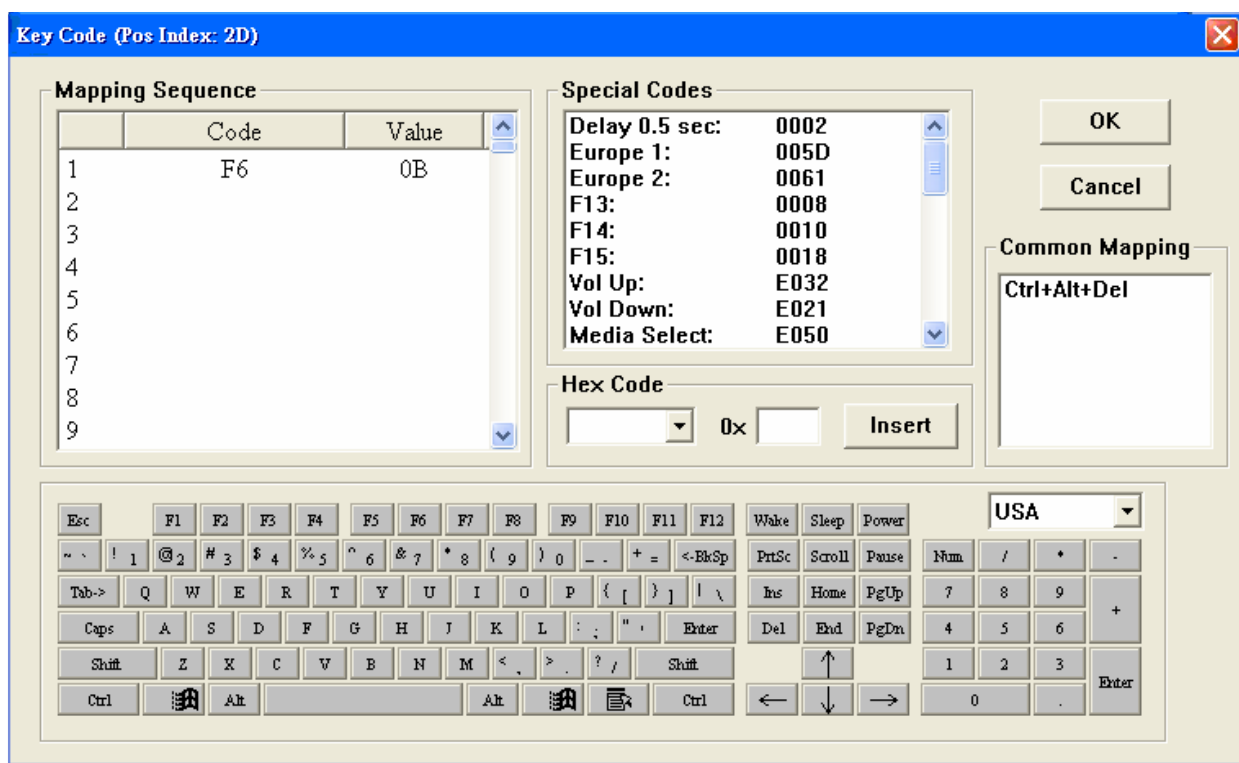 Key Code (Pos Index: 2D)
Mapping Sequence
Code Value
1 F6 0B
2
3
4
5
6
7
8
9
Special Codes
Delay 0.5 sec: 0002
Europe 1: 005D
Europe 2: 0061
F13: 0008
F14: 0010
F15: 0018
Vol Up: E032
Vol Down: E021
Media Select: E050
Hex Code
0x Insert
OK
Cancel
Common Mapping
Ctrl+Alt+Del
USA
Esc F1 F2 F3 F4 F5 F6 F7 F8 F9 F10 F11 F12 Wake Sleep Power
~ ` ! 1 @ 2 # 3 $ 4 % 5 ^ 6 & 7 * 8 ( 9 ) 0 _ - + = <-BkSp PrtSc Scroll Pause Num / * -
Tab-> Q W E R T Y U I O P { [ } ] | \ Ins Home PgUp 7 8 9 +
Caps A S D F G H J K L : ; " ' Enter Del End PgDn 4 5 6
Shift Z X C V B N M < , > . ? / Shift ↑ 1 2 3 Enter
Ctrl Alt Alt Ctrl ← ↓ → 0 .